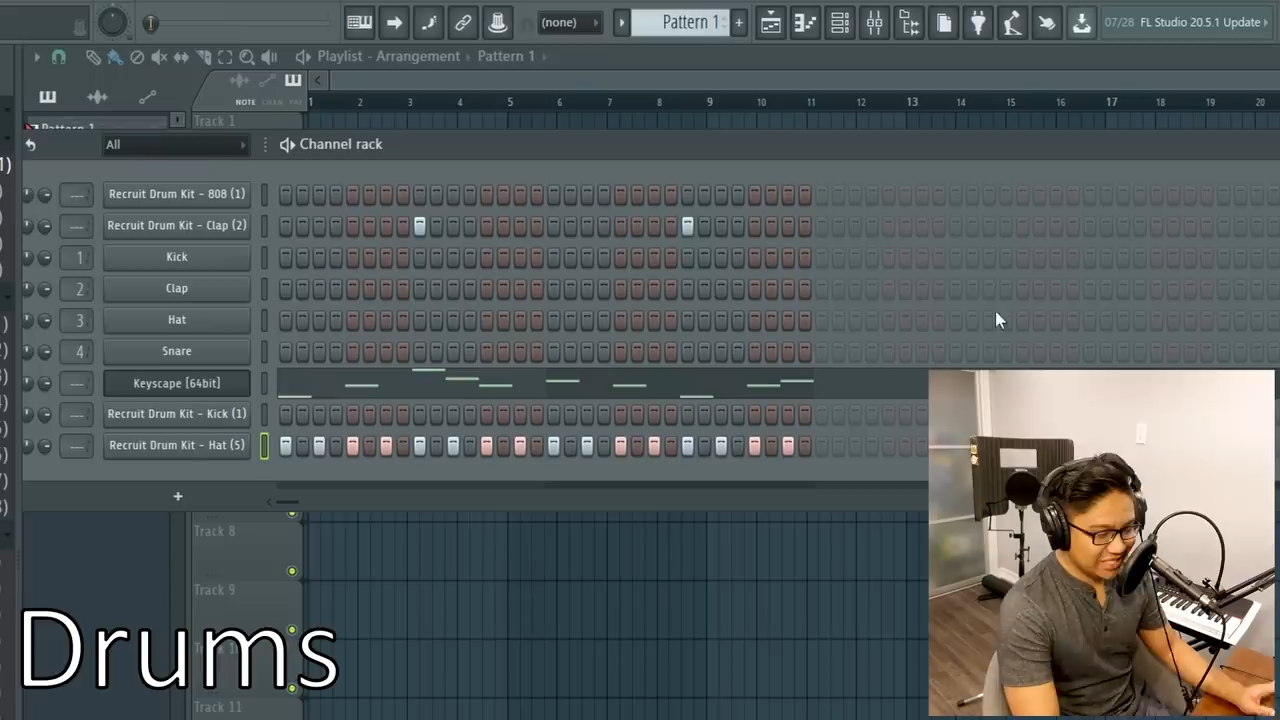 (none)
Pattern 1
07/28 FL Studio 20.5.1 Update
Playlist - Arrangement › Pattern 1
NOTE CHAN PAT
1 2 3 4 5 6 7 8 9 10 11 12 13 14 15 16 17 18 19 20
Pattern 1
Track 1
All
Channel rack
Recruit Drum Kit - 808 (1)
Recruit Drum Kit - Clap (2)
1 Kick
2 Clap
3 Hat
4 Snare
Keyscape [64bit]
Recruit Drum Kit - Kick (1)
Recruit Drum Kit - Hat (5)
+
Track 8
Track 9
Track 11
Drums